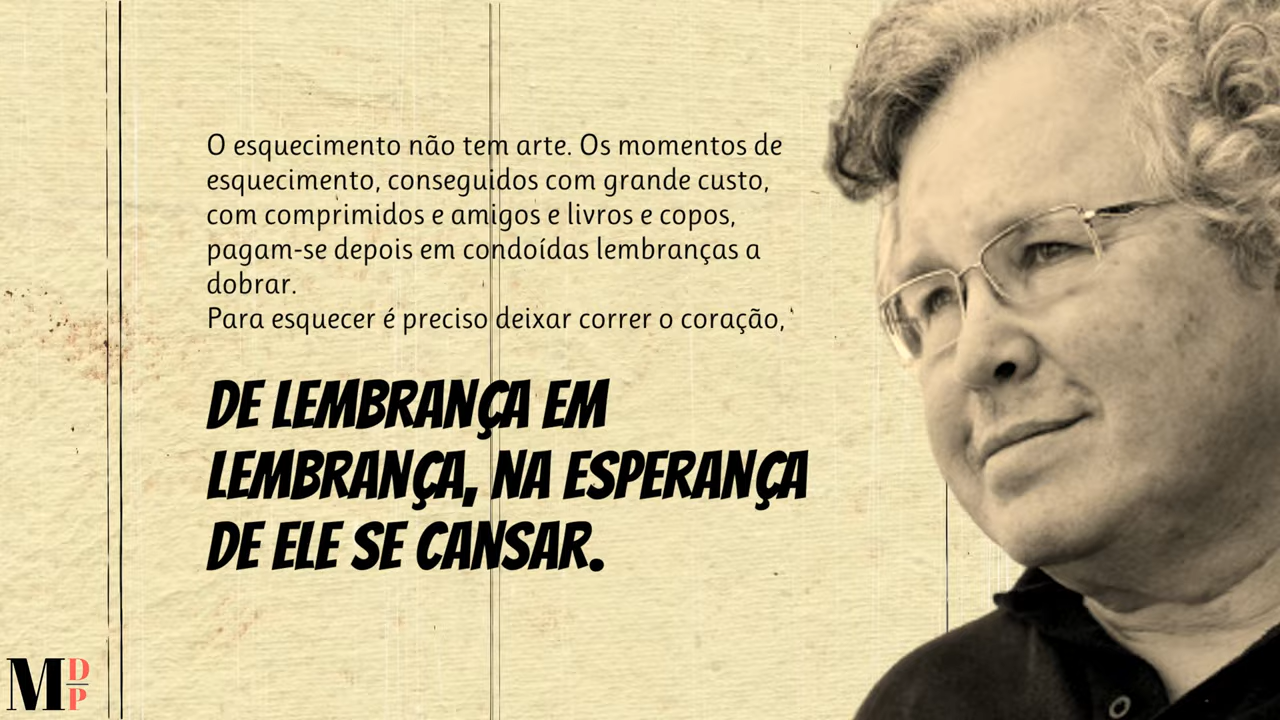 O esquecimento não tem arte. Os momentos de
esquecimento, conseguidos com grande custo,
com comprimidos e amigos e livros e copos,
pagam-se depois em condoídas lembranças a
dobrar.
Para esquecer é preciso deixar correr o coração,
DE LEMBRANÇA EM
LEMBRANÇA, NA ESPERANÇA
DE ELE SE CANSAR.
MDP